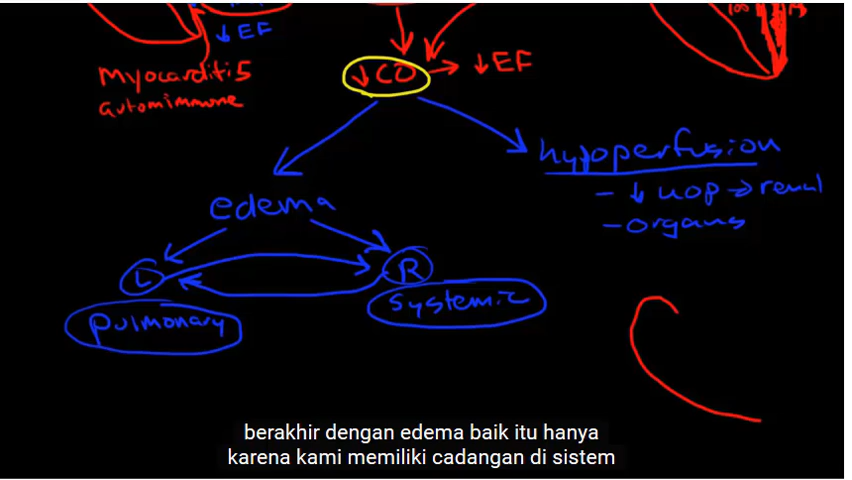 ↓ EF
Myocarditis
autoimmune
↓ CO → ↓ EF
hypoperfusion
- ↓ UOP → renal
- organs
edema
L
R
pulmonary
systemic
berakhir dengan edema baik itu hanya
karena kami memiliki cadangan di sistem